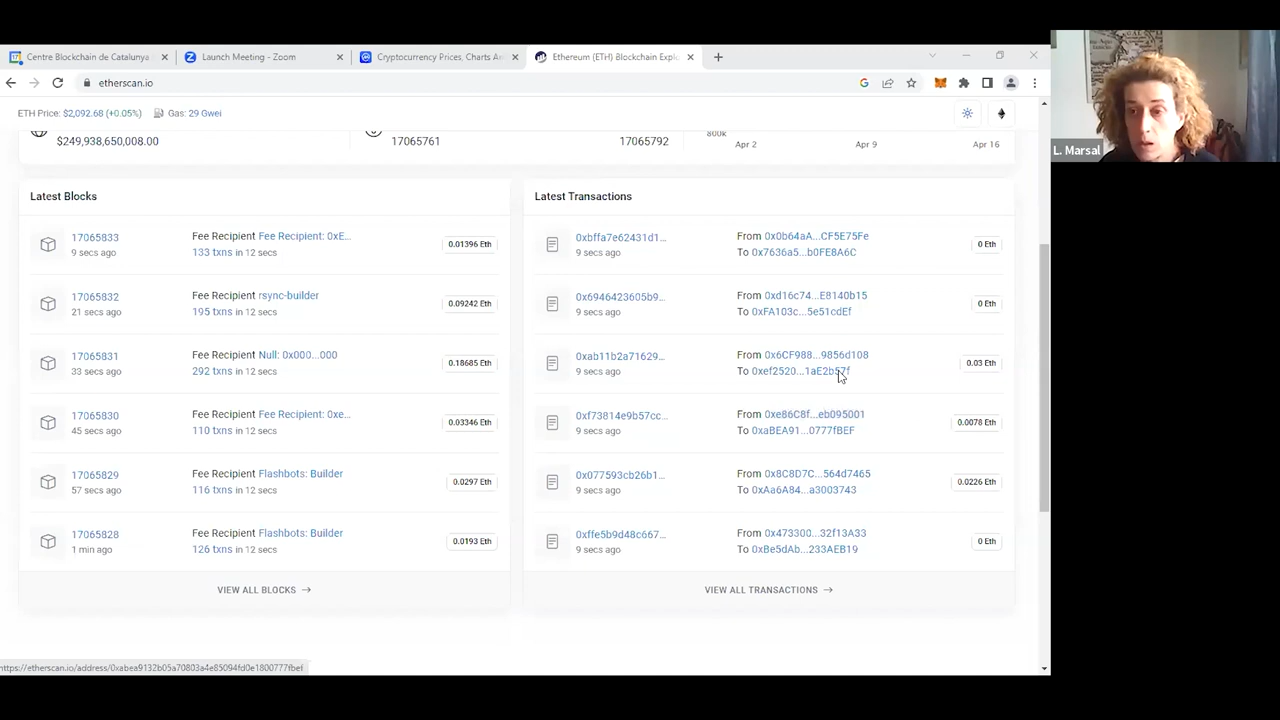 Centre Blockchain de Catalunya
Launch Meeting - Zoom
Cryptocurrency Prices, Charts An
Ethereum (ETH) Blockchain Explo
etherscan.io
ETH Price: $2,092.68 (+0.05%)
Gas: 29 Gwei
$249,938,650,008.00
17065761
17065792
800k
Apr 2
Apr 9
Apr 16
L. Marsal
Latest Blocks
17065833
9 secs ago
Fee Recipient Fee Recipient: 0xE...
133 txns in 12 secs
0.01396 Eth
17065832
21 secs ago
Fee Recipient rsync-builder
195 txns in 12 secs
0.09242 Eth
17065831
33 secs ago
Fee Recipient Null: 0x000...000
292 txns in 12 secs
0.18685 Eth
17065830
45 secs ago
Fee Recipient Fee Recipient: 0xe...
110 txns in 12 secs
0.03346 Eth
17065829
57 secs ago
Fee Recipient Flashbots: Builder
116 txns in 12 secs
0.0297 Eth
17065828
1 min ago
Fee Recipient Flashbots: Builder
126 txns in 12 secs
0.0193 Eth
VIEW ALL BLOCKS →
Latest Transactions
0xbffa7e62431d1...
9 secs ago
From 0x0b64aA...CF5E75Fe
To 0x7636a5...b0FE8A6C
0 Eth
0x6946423605b9...
9 secs ago
From 0xd16c74...E8140b15
To 0xFA103c...5e51cdEf
0 Eth
0xab11b2a71629...
9 secs ago
From 0x6CF988...9856d108
To 0xef2520...1aE2b57f
0.03 Eth
0xf73814e9b57cc...
9 secs ago
From 0xe86C8f...eb095001
To 0xaBEA91...0777fBEF
0.0078 Eth
0x077593cb26b1...
9 secs ago
From 0x8C8D7C...564d7465
To 0xAa6A84...a3003743
0.0226 Eth
0xffe5b9d48c667...
9 secs ago
From 0x473300...32f13A33
To 0xBe5dAb...233AEB19
0 Eth
VIEW ALL TRANSACTIONS →
https://etherscan.io/address/0xabea9132b05a70803a4e85094fd0e1800777fbef